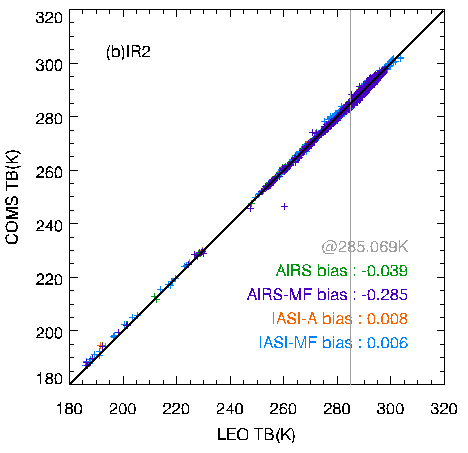 320
300
280
260
240
220
200
180
COMS TB(K)
(b)IR2
@285.069K
AIRS bias : -0.039
AIRS-MF bias : -0.285
IASI-A bias : 0.008
IASI-MF bias : 0.006
180 200 220 240 260 280 300 320
LEO TB(K)